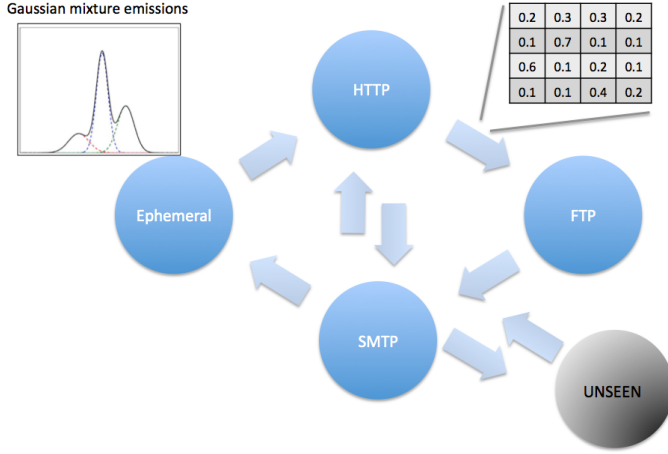 Gaussian mixture emissions
0.2 0.3 0.3 0.2
0.1 0.7 0.1 0.1
0.6 0.1 0.2 0.1
0.1 0.1 0.4 0.2
HTTP
Ephemeral
FTP
SMTP
UNSEEN